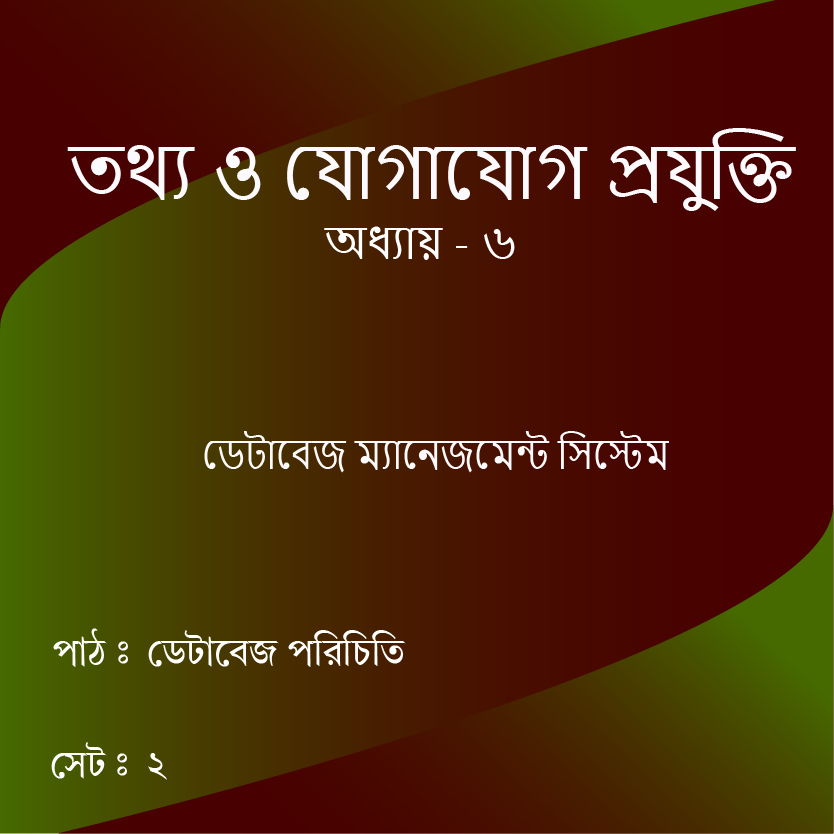 তথ্য ও যোগাযোগ প্রযুক্তি
অধ্যায় - ৬
ডেটাবেজ ম্যানেজমেন্ট সিস্টেম
পাঠ ঃ ডেটাবেজ পরিচিতি
সেট ঃ ২